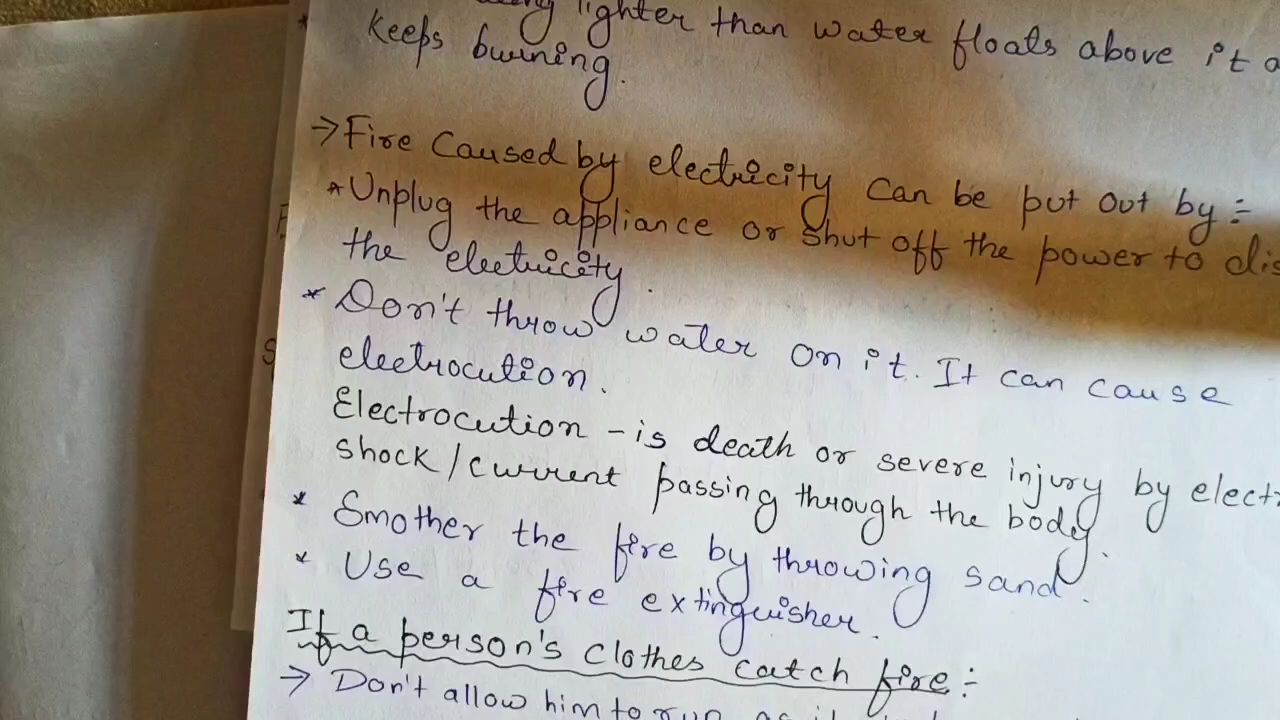 lighter than water floats above it
* keeps burning.
→ Fire Caused by electricity can be put out by :-
* Unplug the appliance or shut off the power to
the electricity.
* Don't throw water on it. It can cause
electrocution.
Electrocution - is death or severe injury by
shock/current passing through the body.
* Smother the fire by throwing sand.
* Use a fire extinguisher.
If a person's clothes catch fire :-
→ Don't allow him to run